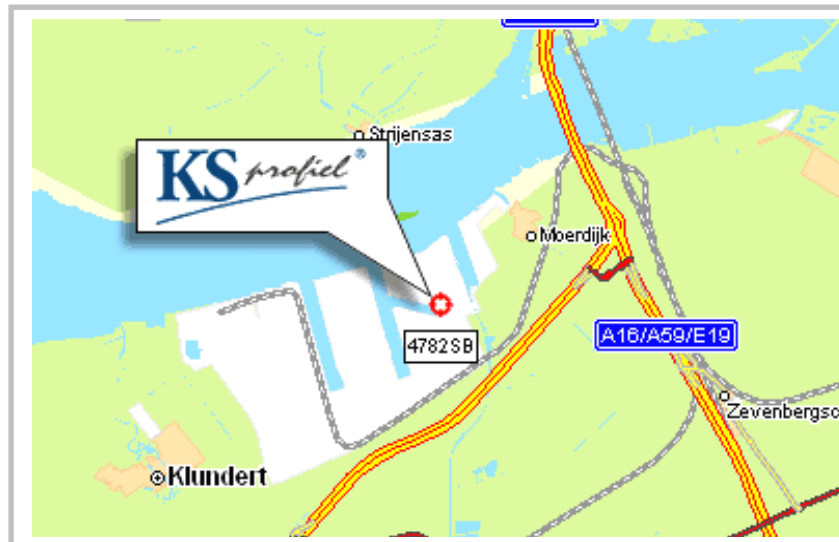 Strijensas
KS profiel®
Moerdijk
4782SB
A16/A59/E19
Zevenbergsc
Klundert